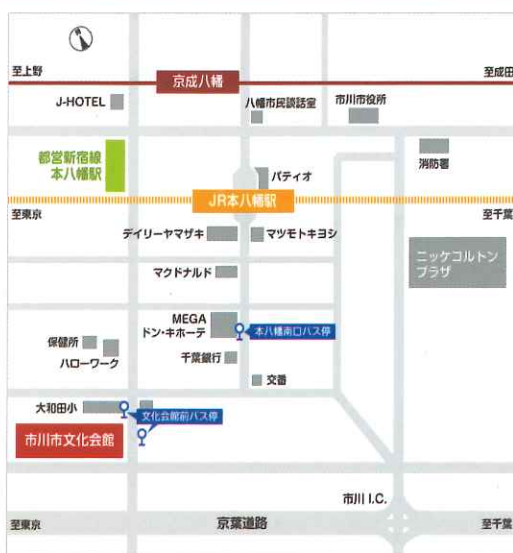 至上野
京成八幡
至成田
J-HOTEL
八幡市民談話室
市川市役所
都営新宿線
本八幡駅
消防署
パティオ
JR本八幡駅
至東京
至千葉
デイリーヤマザキ
マツモトキヨシ
ニッケコルトン
プラザ
マクドナルド
MEGA
ドン・キホーテ
本八幡南口バス停
保健所
ハローワーク
千葉銀行
交番
大和田小
文化会館前バス停
市川市文化会館
市川 I.C.
至東京
京葉道路
至千葉